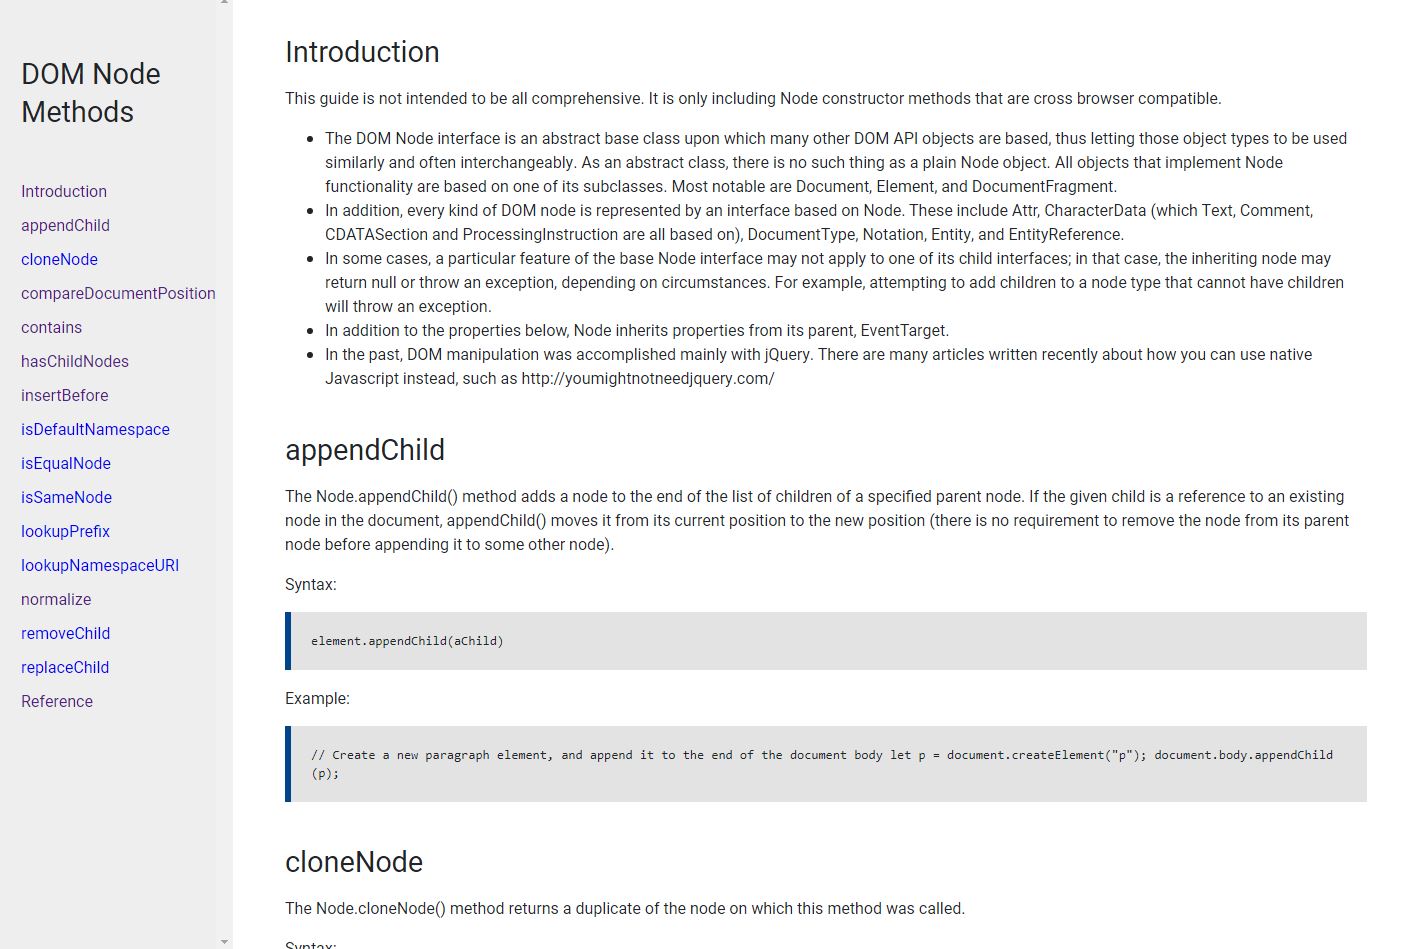 DOM Node
Methods
Introduction
appendChild
cloneNode
compareDocumentPosition
contains
hasChildNodes
insertBefore
isDefaultNamespace
isEqualNode
isSameNode
lookupPrefix
lookupNamespaceURI
normalize
removeChild
replaceChild
Reference
Introduction
This guide is not intended to be all comprehensive. It is only including Node constructor methods that are cross browser compatible.
• The DOM Node interface is an abstract base class upon which many other DOM API objects are based, thus letting those object types to be used
similarly and often interchangeably. As an abstract class, there is no such thing as a plain Node object. All objects that implement Node
functionality are based on one of its subclasses. Most notable are Document, Element, and DocumentFragment.
• In addition, every kind of DOM node is represented by an interface based on Node. These include Attr, CharacterData (which Text, Comment,
CDATASection and ProcessingInstruction are all based on), DocumentType, Notation, Entity, and EntityReference.
• In some cases, a particular feature of the base Node interface may not apply to one of its child interfaces; in that case, the inheriting node may
return null or throw an exception, depending on circumstances. For example, attempting to add children to a node type that cannot have children
will throw an exception.
• In addition to the properties below, Node inherits properties from its parent, EventTarget.
• In the past, DOM manipulation was accomplished mainly with jQuery. There are many articles written recently about how you can use native
Javascript instead, such as http://youmightnotneedjquery.com/
appendChild
The Node.appendChild() method adds a node to the end of the list of children of a specified parent node. If the given child is a reference to an existing
node in the document, appendChild() moves it from its current position to the new position (there is no requirement to remove the node from its parent
node before appending it to some other node).
Syntax:
element.appendChild(aChild)
Example:
// Create a new paragraph element, and append it to the end of the document body let p = document.createElement("p"); document.body.appendChild
(p);
cloneNode
The Node.cloneNode() method returns a duplicate of the node on which this method was called.
Syntax: